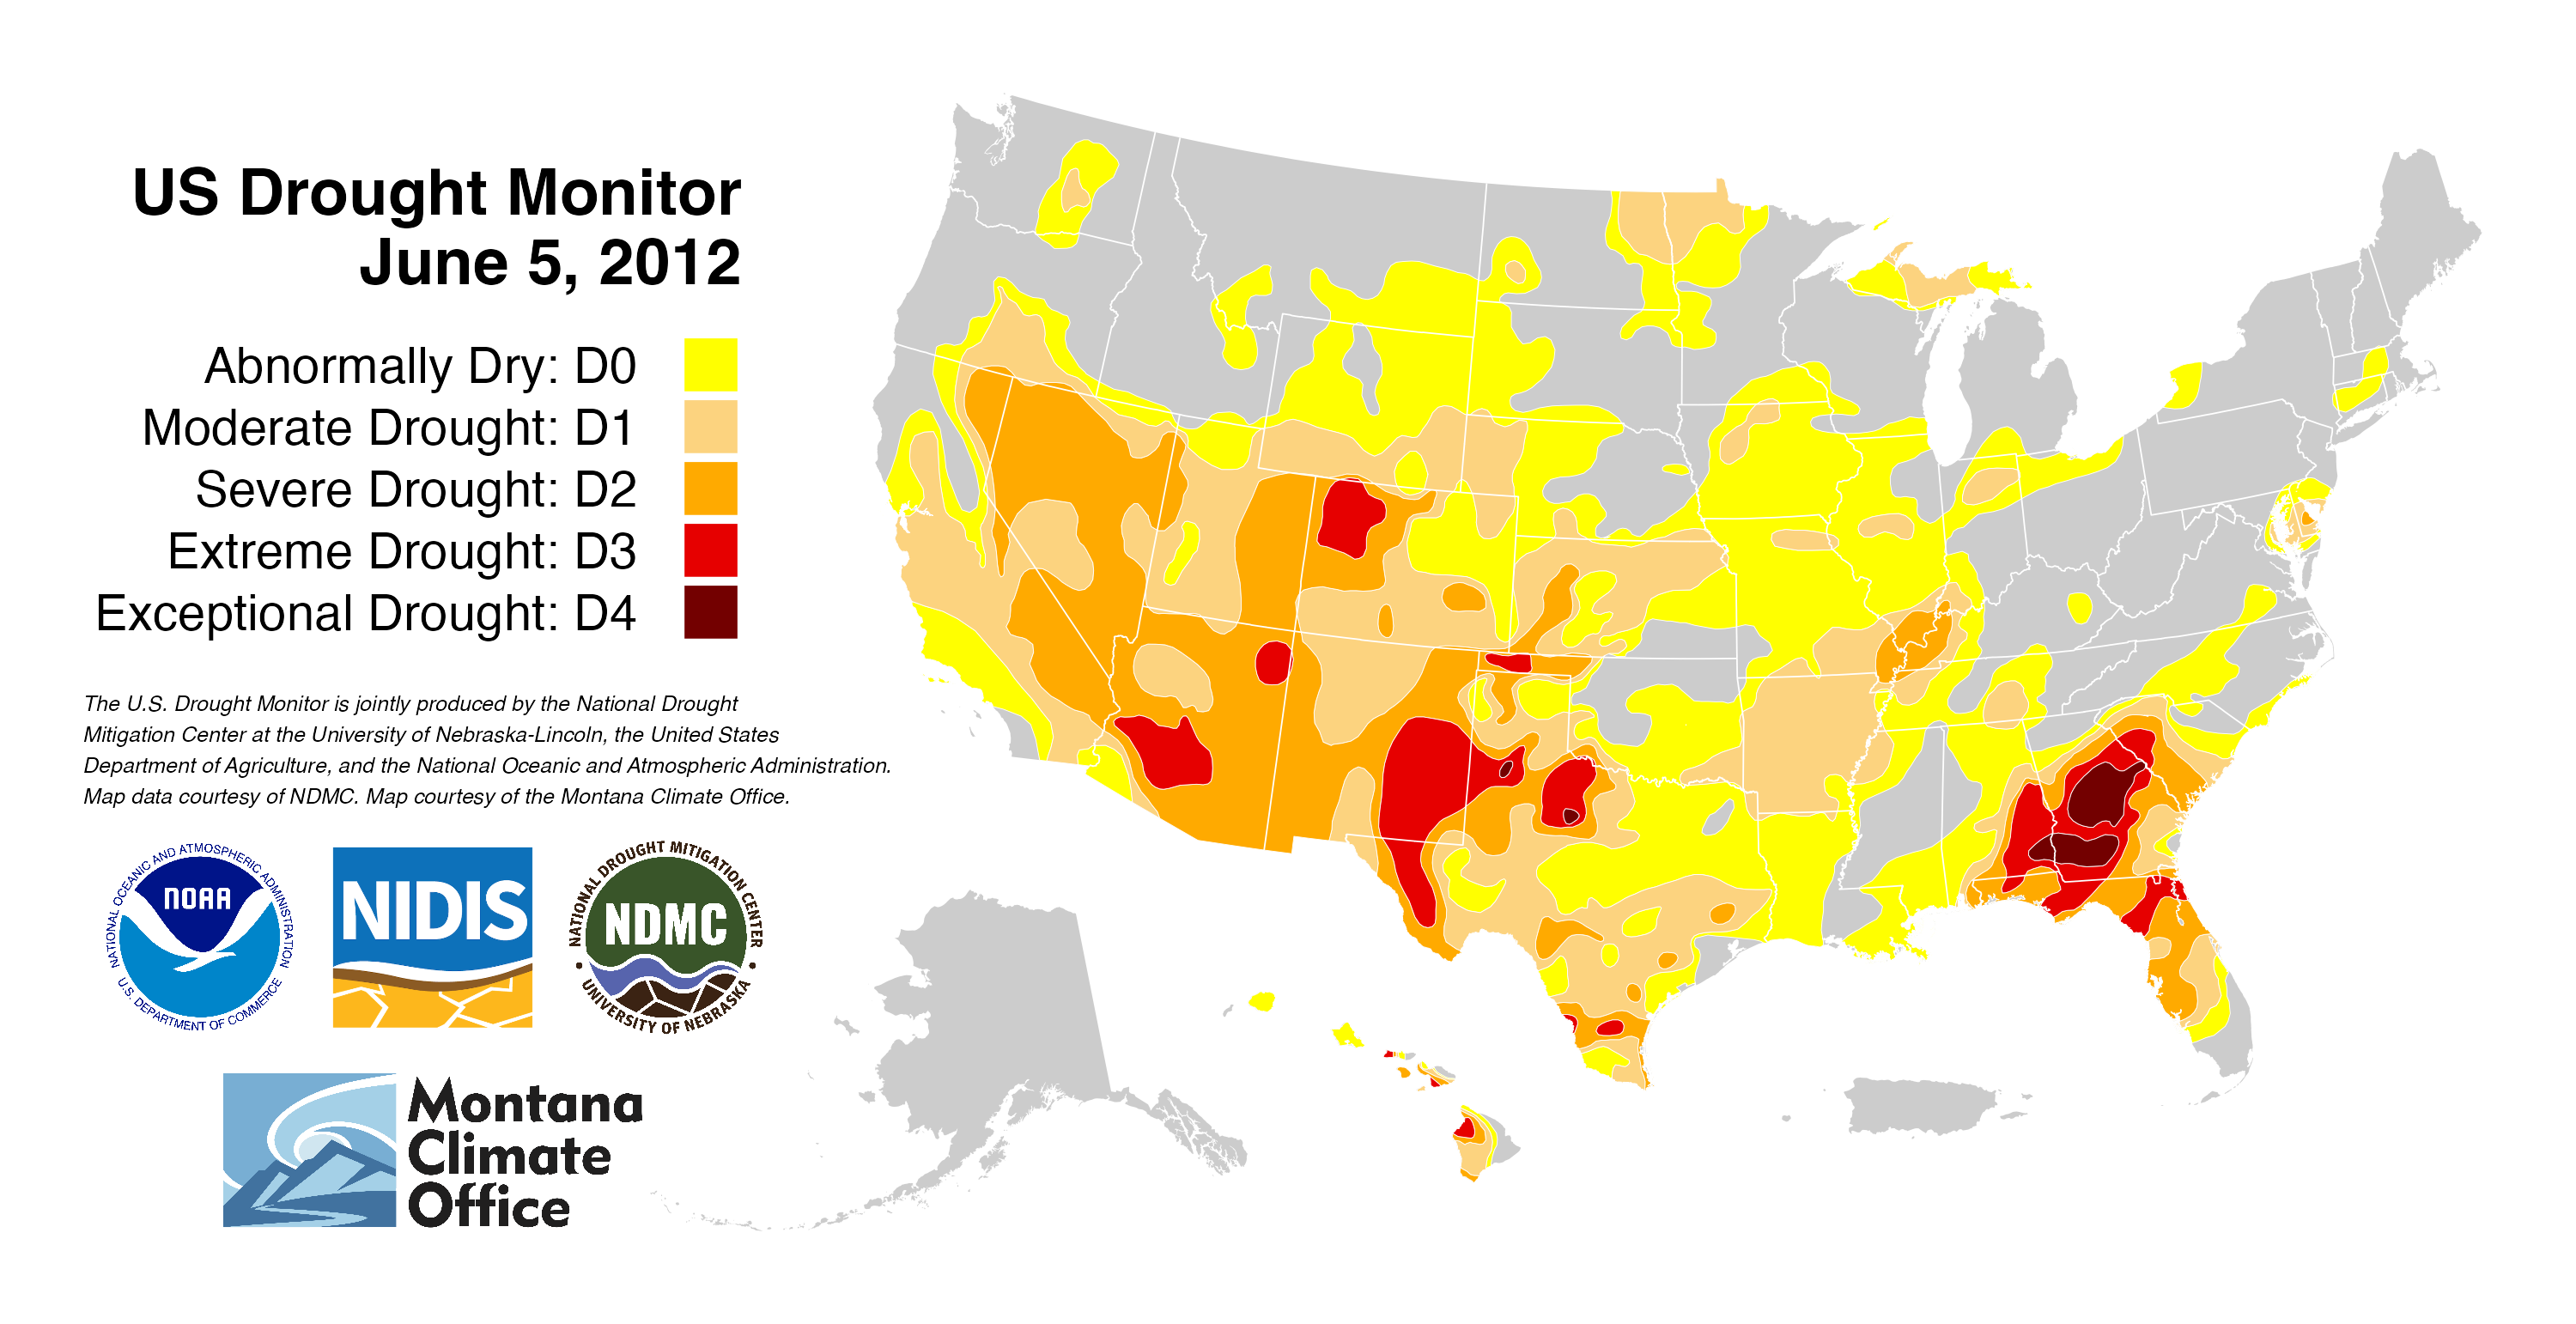 US Drought Monitor
June 5, 2012
Abnormally Dry: D0
Moderate Drought: D1
Severe Drought: D2
Extreme Drought: D3
Exceptional Drought: D4
The U.S. Drought Monitor is jointly produced by the National Drought
Mitigation Center at the University of Nebraska-Lincoln, the United States
Department of Agriculture, and the National Oceanic and Atmospheric Administration.
Map data courtesy of NDMC. Map courtesy of the Montana Climate Office.
NATIONAL OCEANIC AND ATMOSPHERIC ADMINISTRATION
NOAA
U.S. DEPARTMENT OF COMMERCE
NIDIS
NATIONAL DROUGHT MITIGATION CENTER
NDMC
UNIVERSITY OF NEBRASKA
Montana
Climate
Office